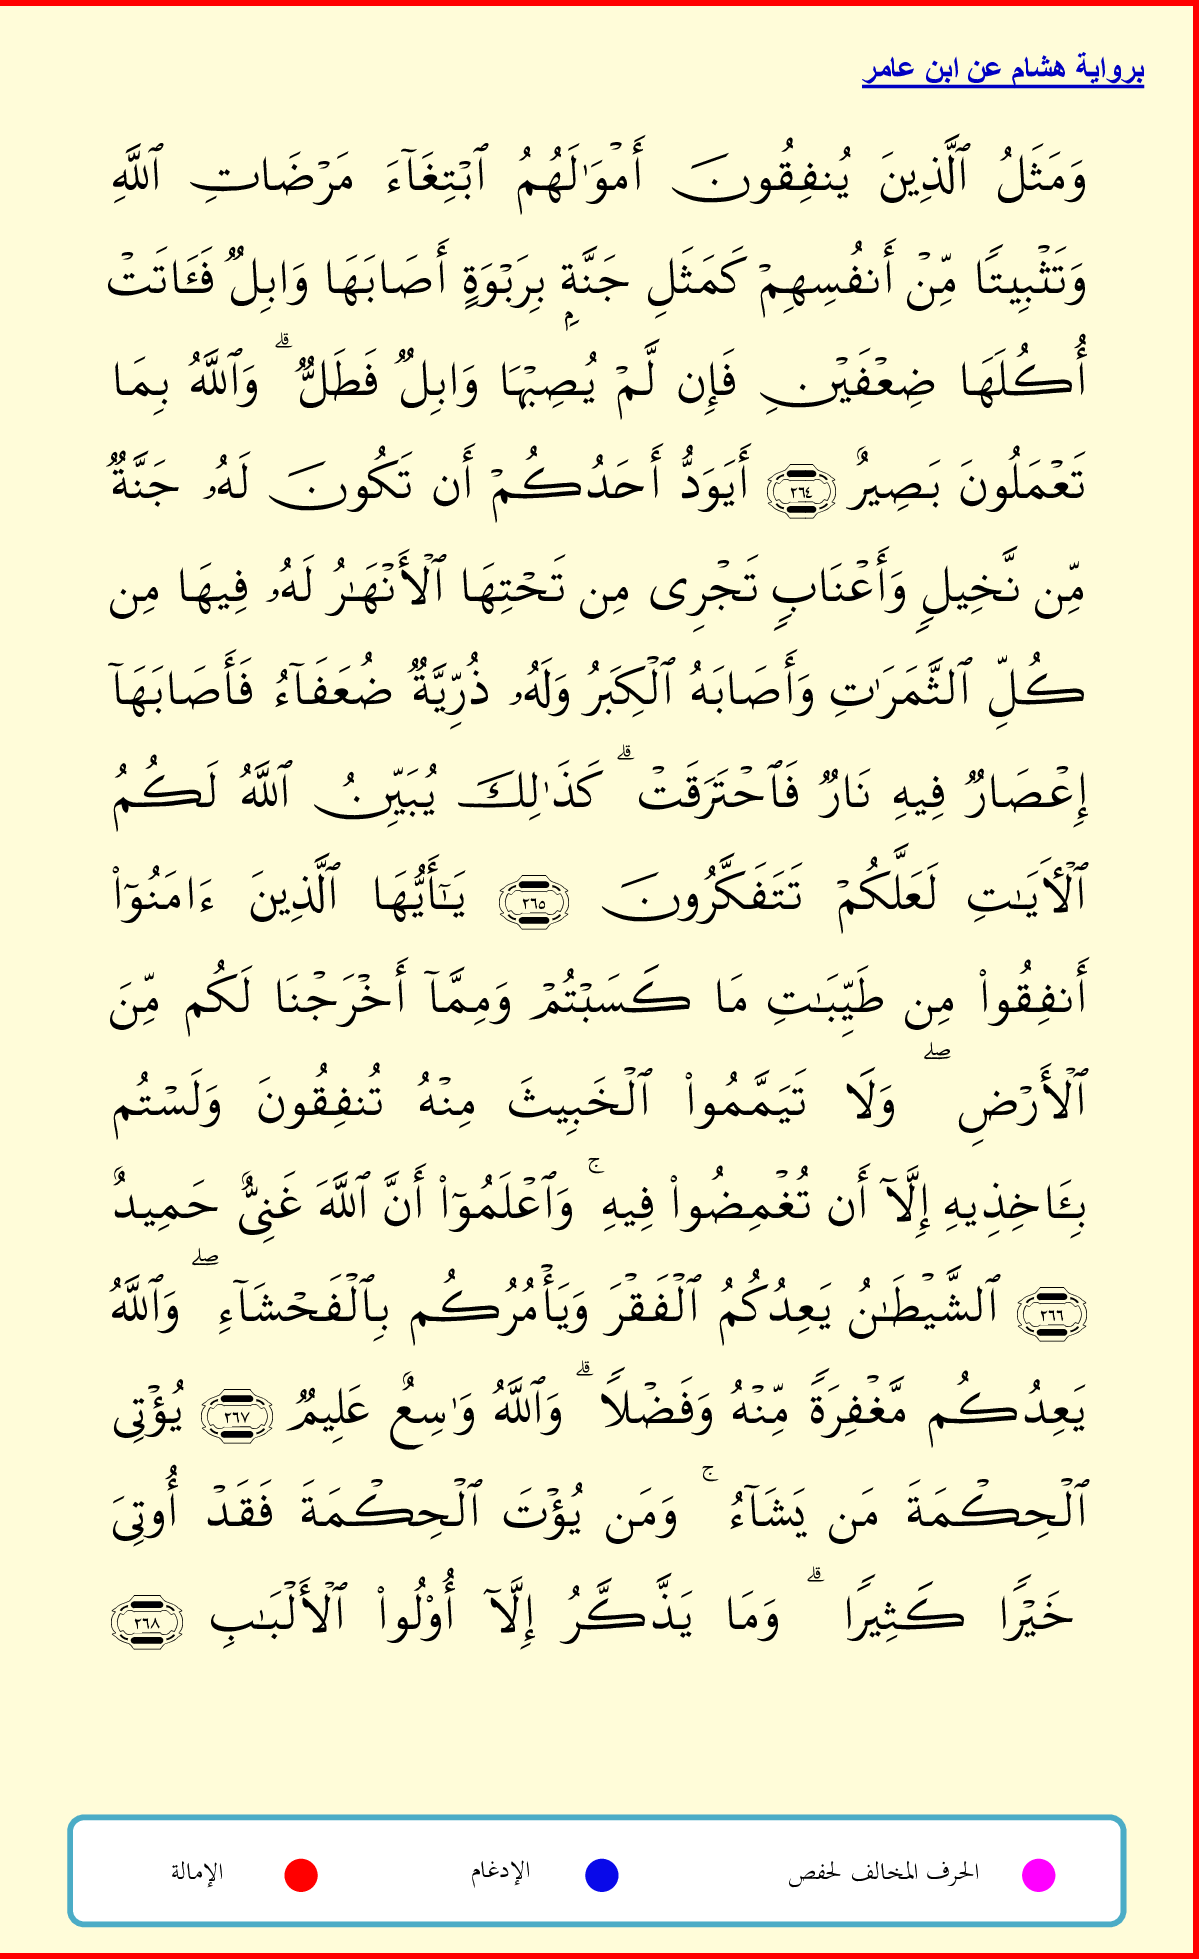 برواية هشام عن ابن عامر
وَمَثَلُ ٱلَّذِينَ يُنفِقُونَ أَمۡوَٰلَهُمُ ٱبۡتِغَآءَ مَرۡضَاتِ ٱللَّهِ
وَتَثۡبِيتًا مِّنۡ أَنفُسِهِمۡ كَمَثَلِ جَنَّةِۭ بِرَبۡوَةٍ أَصَابَهَا وَابِلٌ فَـَٔاتَتۡ
أُكُلَهَا ضِعۡفَيۡنِ فَإِن لَّمۡ يُصِبۡهَا وَابِلٌ فَطَلٌّ ۗ وَٱللَّهُ بِمَا
تَعۡمَلُونَ بَصِيرٌ ٢٦٤ أَيَوَدُّ أَحَدُكُمۡ أَن تَكُونَ لَهُۥ جَنَّةٌ
مِّن نَّخِيلٍ وَأَعۡنَابٍ تَجۡرِى مِن تَحۡتِهَا ٱلۡأَنۡهَٰرُ لَهُۥ فِيهَا مِن
كُلِّ ٱلثَّمَرَٰتِ وَأَصَابَهُ ٱلۡكِبَرُ وَلَهُۥ ذُرِّيَّةٌ ضُعَفَآءُ فَأَصَابَهَآ
إِعۡصَارٌ فِيهِ نَارٌ فَٱحۡتَرَقَتۡ ۗ كَذَٰلِكَ يُبَيِّنُ ٱللَّهُ لَكُمُ
ٱلۡأٓيَٰتِ لَعَلَّكُمۡ تَتَفَكَّرُونَ ٢٦٥ يَـٰٓأَيُّهَا ٱلَّذِينَ ءَامَنُوٓاْ
أَنفِقُواْ مِن طَيِّبَٰتِ مَا كَسَبۡتُمۡ وَمِمَّآ أَخۡرَجۡنَا لَكُم مِّنَ
ٱلۡأَرۡضِ ۖ وَلَا تَيَمَّمُواْ ٱلۡخَبِيثَ مِنۡهُ تُنفِقُونَ وَلَسۡتُم
بِـَٔاخِذِيهِ إِلَّآ أَن تُغۡمِضُواْ فِيهِ ۚ وَٱعۡلَمُوٓاْ أَنَّ ٱللَّهَ غَنِىٌّ حَمِيدٌ
٢٦٦ ٱلشَّيۡطَٰنُ يَعِدُكُمُ ٱلۡفَقۡرَ وَيَأۡمُرُكُم بِٱلۡفَحۡشَآءِ ۖ وَٱللَّهُ
يَعِدُكُم مَّغۡفِرَةً مِّنۡهُ وَفَضۡلًا ۗ وَٱللَّهُ وَٰسِعٌ عَلِيمٌ ٢٦٧ يُؤۡتِى
ٱلۡحِكۡمَةَ مَن يَشَآءُ ۚ وَمَن يُؤۡتَ ٱلۡحِكۡمَةَ فَقَدۡ أُوتِىَ
خَيۡرًا كَثِيرًا ۗ وَمَا يَذَّكَّرُ إِلَّآ أُوْلُواْ ٱلۡأَلۡبَٰبِ ٢٦٨
الحرف المخالف لحفص الإدغام الإمالة